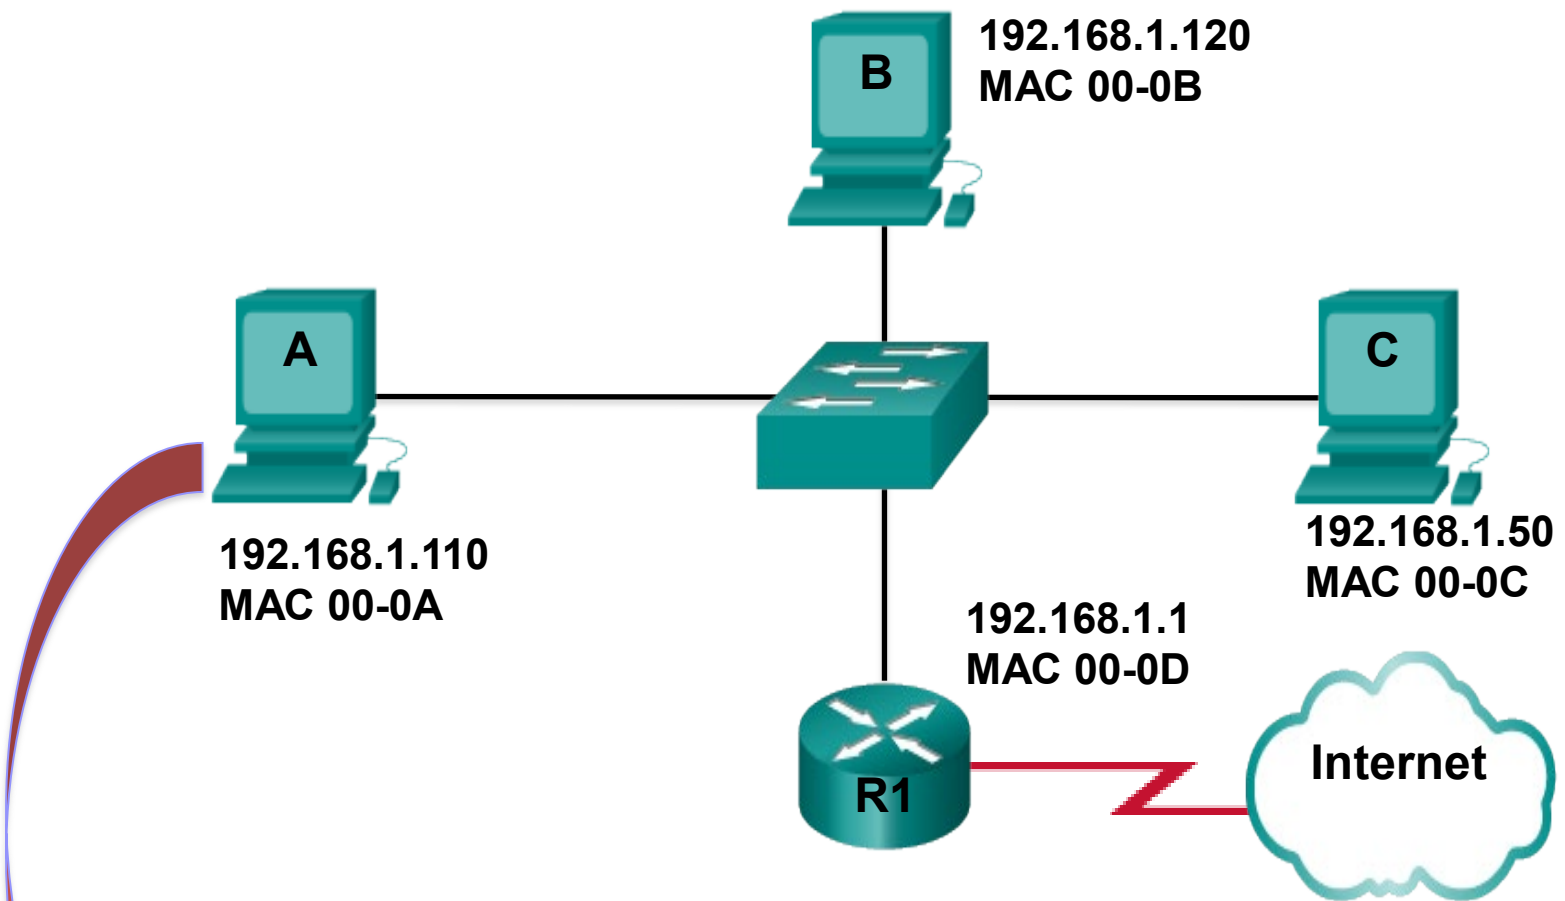 B
192.168.1.120
MAC 00-0B
A
192.168.1.110
MAC 00-0A
C
192.168.1.50
MAC 00-0C
192.168.1.1
MAC 00-0D
R1
Internet